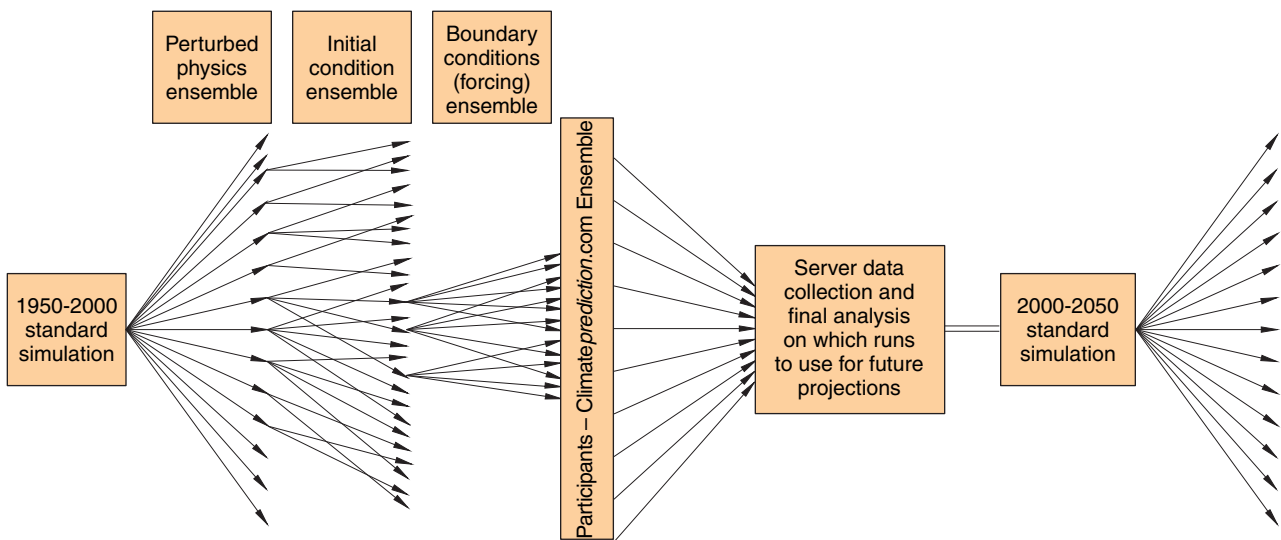 Perturbed
physics
ensemble
Initial
condition
ensemble
Boundary
conditions
(forcing)
ensemble
1950-2000
standard
simulation
Participants – Climateprediction.com Ensemble
Server data
collection and
final analysis
on which runs
to use for future
projections
2000-2050
standard
simulation